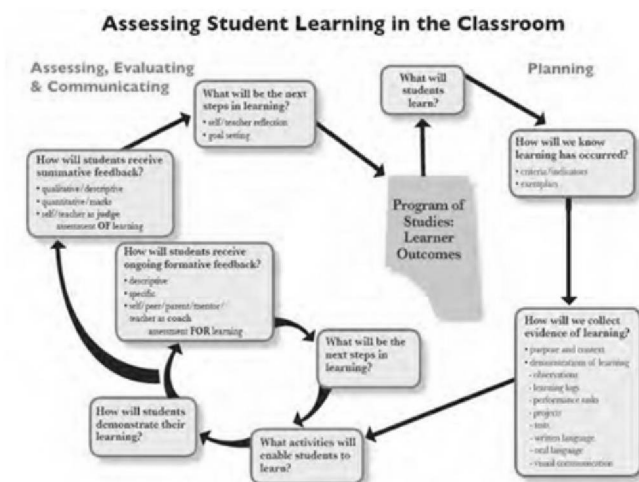 Assessing Student Learning in the Classroom
Assessing, Evaluating
& Communicating
Planning
What will be the next
steps in learning?
• self/teacher reflection
• goal setting
What will
students
learn?
How will we know
learning has occurred?
• criteria/indicators
• exemplars
How will students receive
summative feedback?
• qualitative/descriptive
• quantitative/marks
• self/teacher as judge
assessment OF learning
Program of
Studies:
Learner
Outcomes
How will students receive
ongoing formative feedback?
• descriptive
• specific
• self/peer/parent/mentor/
teacher as coach
assessment FOR learning
How will we collect
evidence of learning?
• purpose and context
• demonstrations of learning
- observations
- learning logs
- performance tasks
- projects
- tests
- written language
- oral language
- visual communication
What will be the
next steps in
learning?
How will students
demonstrate their
learning?
What activities will
enable students to
learn?